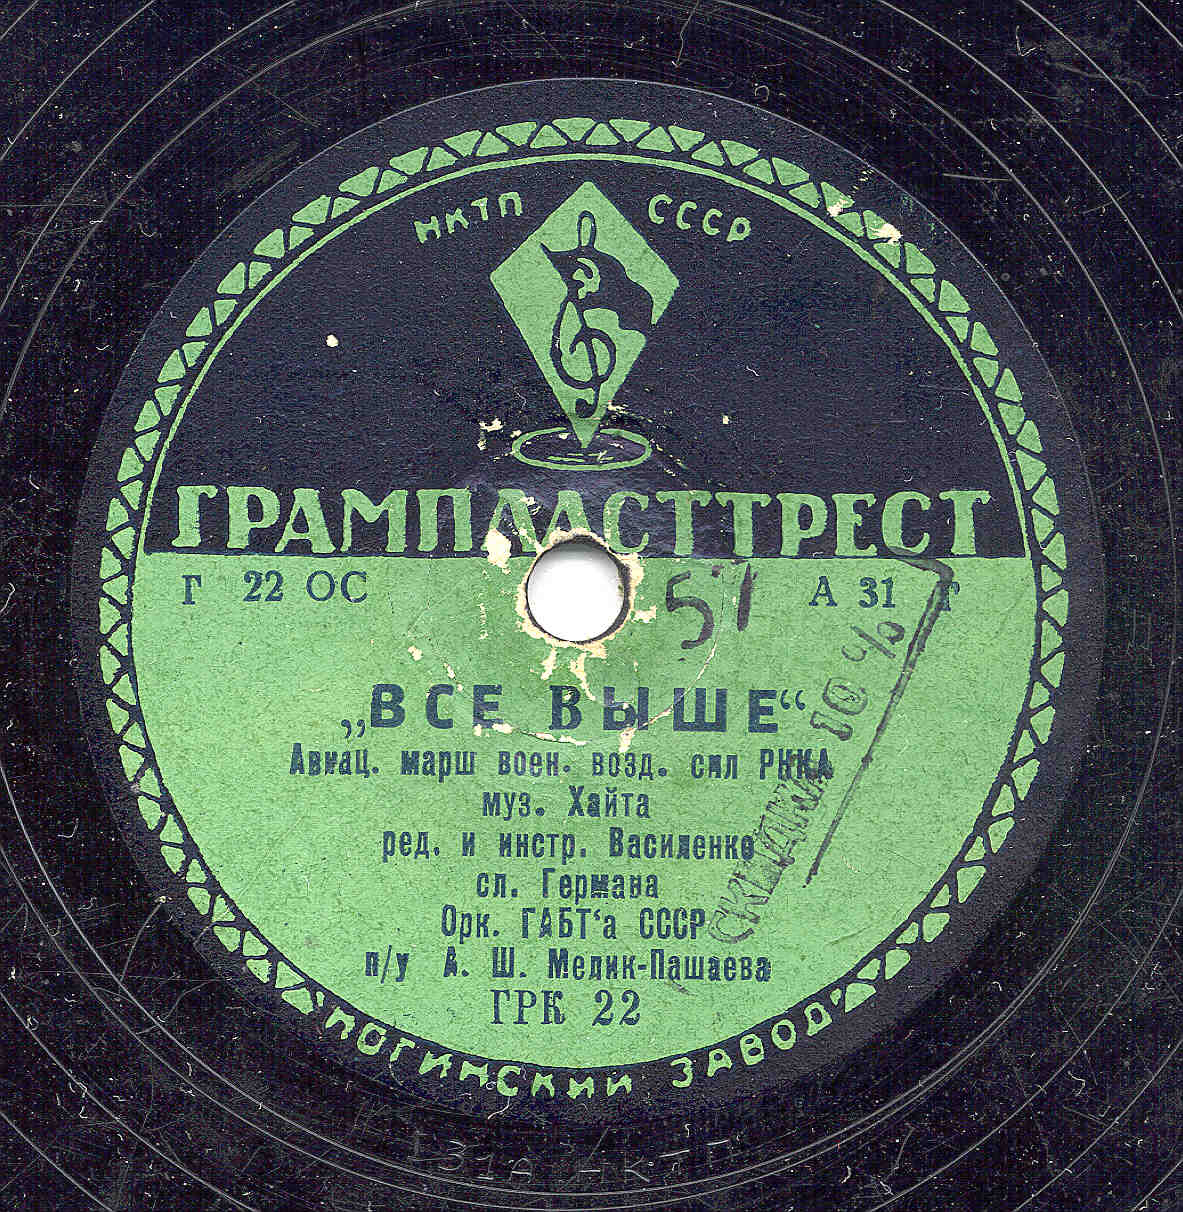 НКТП СССР
ГРАМПЛАСТТРЕСТ
Г 22 ОС А 31 Г
51
„ВСЕ ВЫШЕ“
Авиац. марш воен. возд. сил РККА
муз. Хайта
ред. и инстр. Василенко
сл. Германа
Орк. ГАБТ‘а СССР
п/у А. Ш. Мелик-Пашаева
ГРК 22
НОГИНСКИЙ ЗАВОД
СКИДКА 10 %